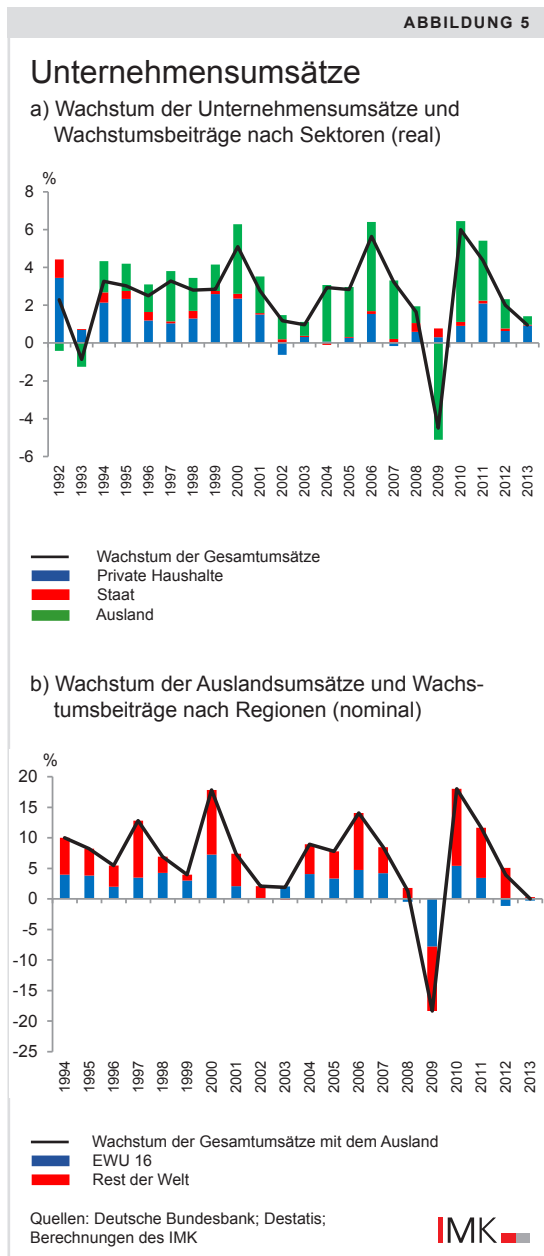 ABBILDUNG 5
Unternehmensumsätze
a) Wachstum der Unternehmensumsätze und
Wachstumsbeiträge nach Sektoren (real)
%
8
6
4
2
0
-2
-4
-6
1992 1993 1994 1995 1996 1997 1998 1999 2000 2001 2002 2003 2004 2005 2006 2007 2008 2009 2010 2011 2012 2013
Wachstum der Gesamtumsätze
Private Haushalte
Staat
Ausland
b) Wachstum der Auslandsumsätze und Wachs-
tumsbeiträge nach Regionen (nominal)
%
20
15
10
5
0
-5
-10
-15
-20
-25
1994 1995 1996 1997 1998 1999 2000 2001 2002 2003 2004 2005 2006 2007 2008 2009 2010 2011 2012 2013
Wachstum der Gesamtumsätze mit dem Ausland
EWU 16
Rest der Welt
Quellen: Deutsche Bundesbank; Destatis;
Berechnungen des IMK
IMK